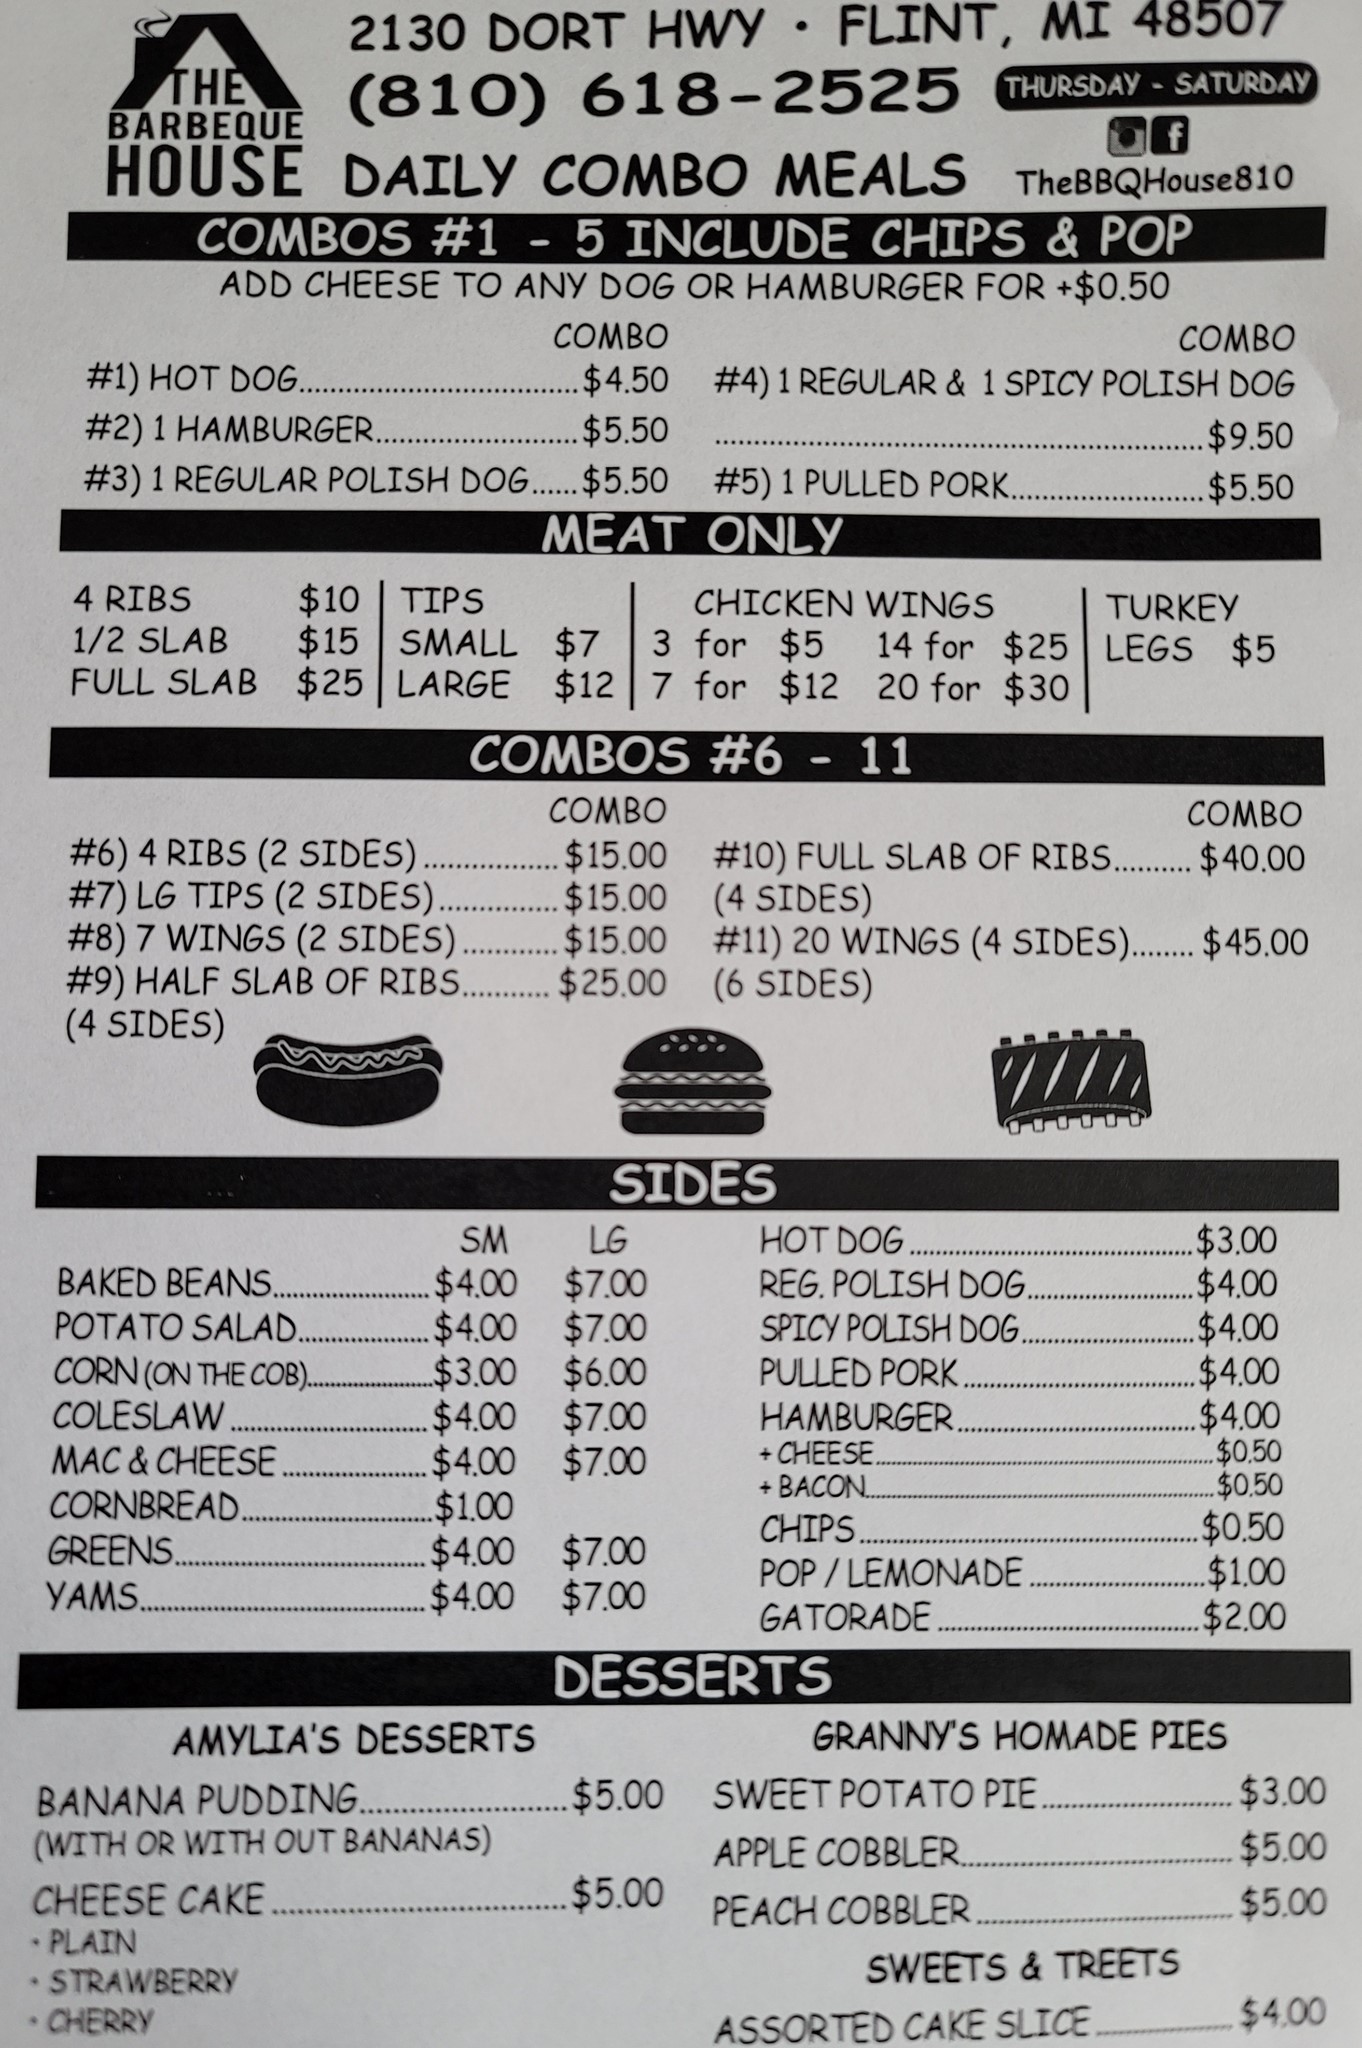 THE
BARBEQUE
HOUSE
2130 DORT HWY • FLINT, MI 48507
(810) 618-2525
THURSDAY - SATURDAY
DAILY COMBO MEALS
TheBBQHouse810
COMBOS #1 - 5 INCLUDE CHIPS & POP
ADD CHEESE TO ANY DOG OR HAMBURGER FOR +$0.50
COMBO
#1) HOT DOG..............................$4.50
#2) 1 HAMBURGER........................$5.50
#3) 1 REGULAR POLISH DOG......$5.50
COMBO
#4) 1 REGULAR & 1 SPICY POLISH DOG
..........................................................$9.50
#5) 1 PULLED PORK.......................$5.50
MEAT ONLY
4 RIBS $10
1/2 SLAB $15
FULL SLAB $25
TIPS
SMALL $7
LARGE $12
CHICKEN WINGS
3 for $5 14 for $25
7 for $12 20 for $30
TURKEY
LEGS $5
COMBOS #6 - 11
COMBO
#6) 4 RIBS (2 SIDES)................$15.00
#7) LG TIPS (2 SIDES)..............$15.00
#8) 7 WINGS (2 SIDES)............$15.00
#9) HALF SLAB OF RIBS...........$25.00
(4 SIDES)
COMBO
#10) FULL SLAB OF RIBS.........$40.00
(4 SIDES)
#11) 20 WINGS (4 SIDES)........$45.00
(6 SIDES)
SIDES
SM LG
BAKED BEANS..........................$4.00 $7.00
POTATO SALAD......................$4.00 $7.00
CORN (ON THE COB)......................$3.00 $6.00
COLESLAW.................................$4.00 $7.00
MAC & CHEESE........................$4.00 $7.00
CORNBREAD...............................$1.00
GREENS..........................................$4.00 $7.00
YAMS................................................$4.00 $7.00
HOT DOG................................................$3.00
REG. POLISH DOG............................$4.00
SPICY POLISH DOG.............................$4.00
PULLED PORK.......................................$4.00
HAMBURGER........................................$4.00
+ CHEESE..............................................$0.50
+ BACON................................................$0.50
CHIPS.........................................................$0.50
POP / LEMONADE..............................$1.00
GATORADE............................................$2.00
DESSERTS
AMYLIA'S DESSERTS
BANANA PUDDING.........................$5.00
(WITH OR WITH OUT BANANAS)
CHEESE CAKE....................................$5.00
• PLAIN
• STRAWBERRY
• CHERRY
GRANNY'S HOMADE PIES
SWEET POTATO PIE.......................$3.00
APPLE COBBLER.................................$5.00
PEACH COBBLER................................$5.00
SWEETS & TREETS
ASSORTED CAKE SLICE.................$4.00